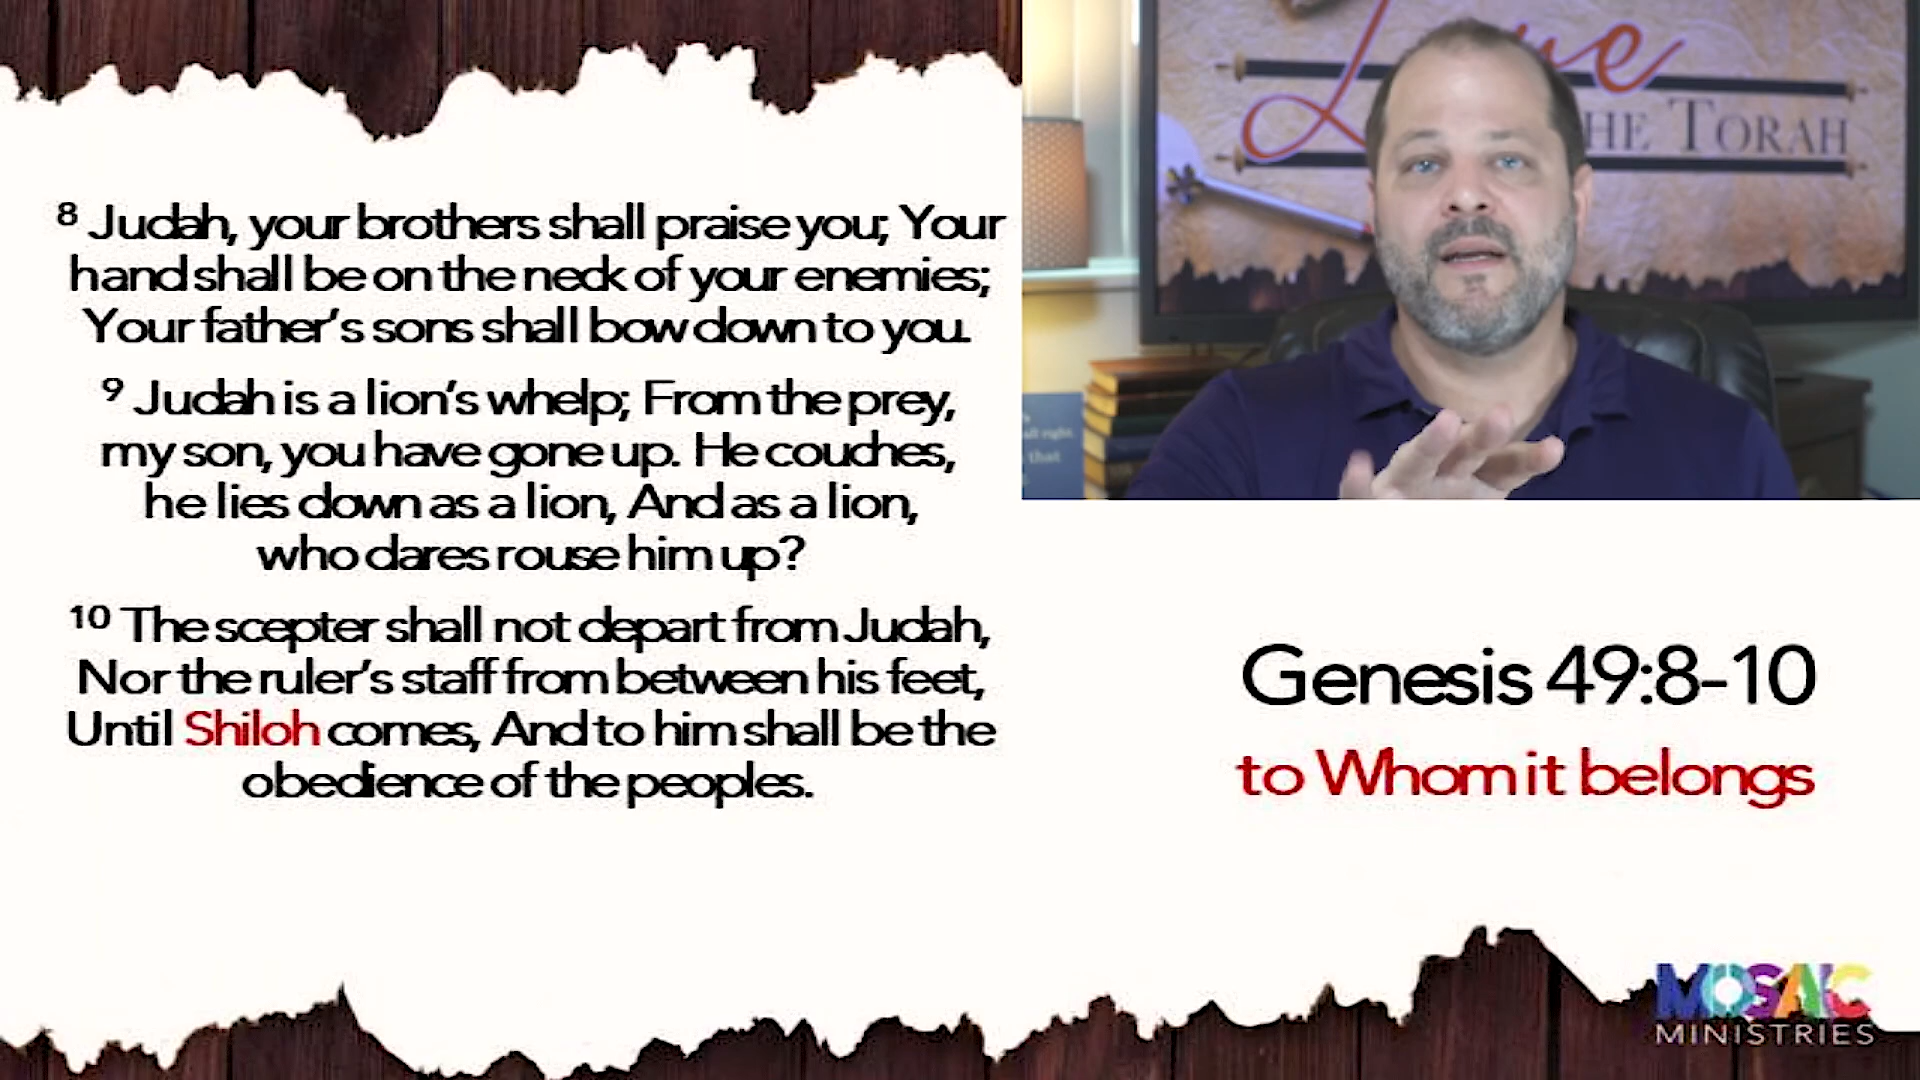 8 Judah, your brothers shall praise you; Your
hand shall be on the neck of your enemies;
Your father's sons shall bow down to you.
9 Judah is a lion's whelp; From the prey,
my son, you have gone up. He couches,
he lies down as a lion, And as a lion,
who dares rouse him up?
10 The scepter shall not depart from Judah,
Nor the ruler's staff from between his feet,
Until Shiloh comes, And to him shall be the
obedience of the peoples.
HE TORAH
right
that
Genesis 49:8-10
to Whom it belongs
MOSAIC
MINISTRIES